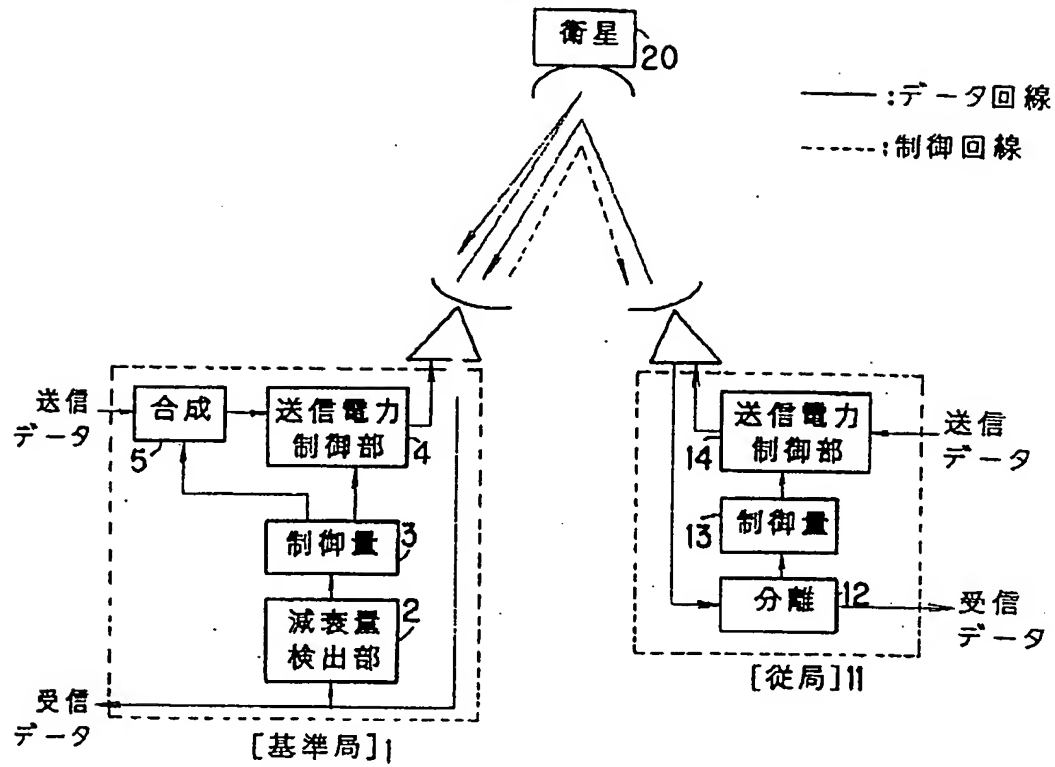 衛星
20
——:データ回線
-----:制御回線
送信
データ
合成
5
送信電力
制御部
4
制御量
3
減衰量
検出部
2
受信
データ
[基準局]1
送信電力
制御部
14
送信
データ
制御量
13
分離
12
受信
データ
[従局]11